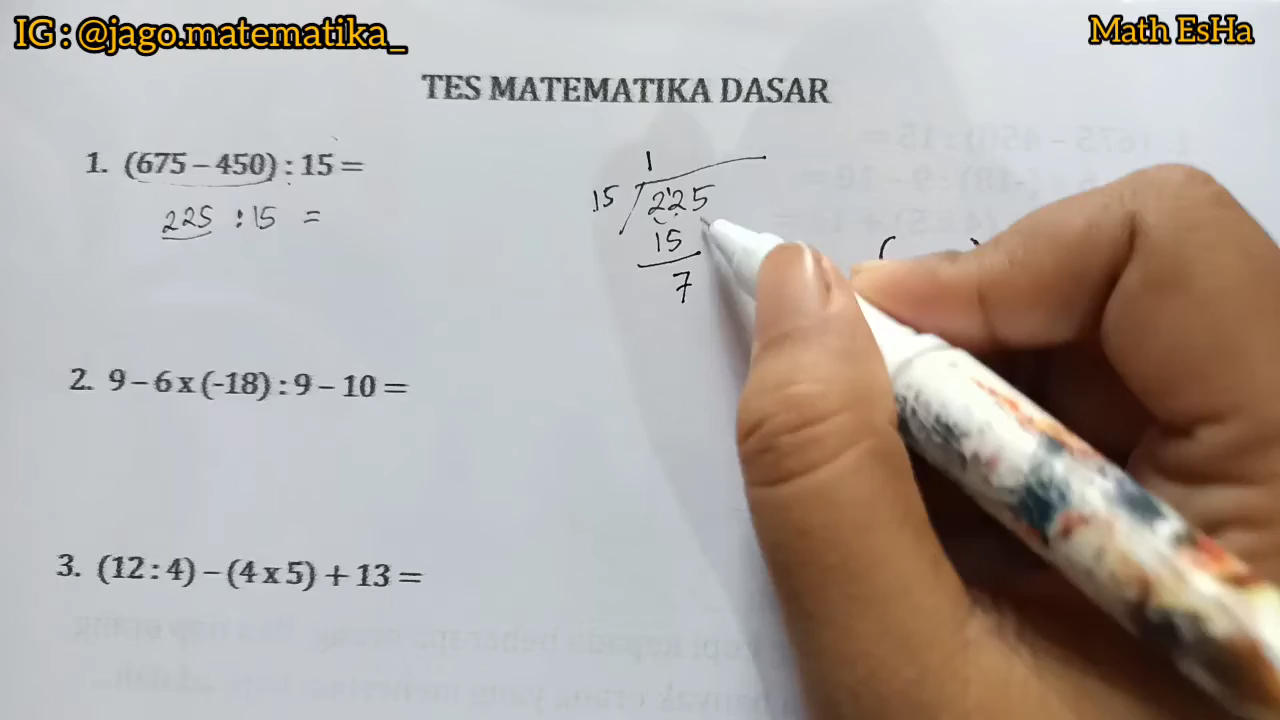 IG : @jago.matematika_
Math EsHa
TES MATEMATIKA DASAR
1. (675 – 450) : 15 =
225 : 15 =
1
15 225
15
7
2. 9 – 6 x (-18) : 9 – 10 =
3. (12 : 4) – (4 x 5) + 13 =